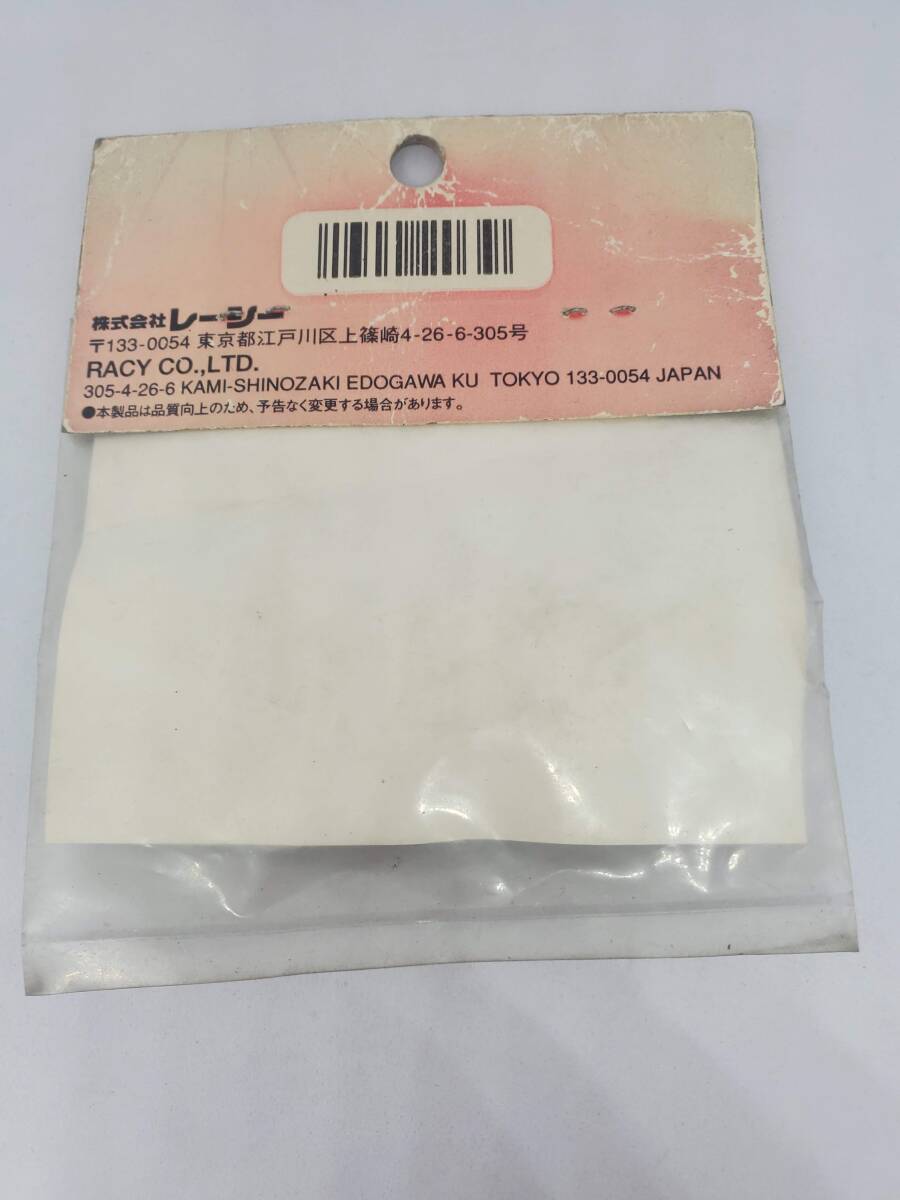 株式会社 レーシー
〒133-0054 東京都江戸川区上篠崎4-26-6-305号
RACY CO.,LTD.
305-4-26-6 KAMI-SHINOZAKI EDOGAWA KU TOKYO 133-0054 JAPAN
●本製品は品質向上のため、予告なく変更する場合があります。